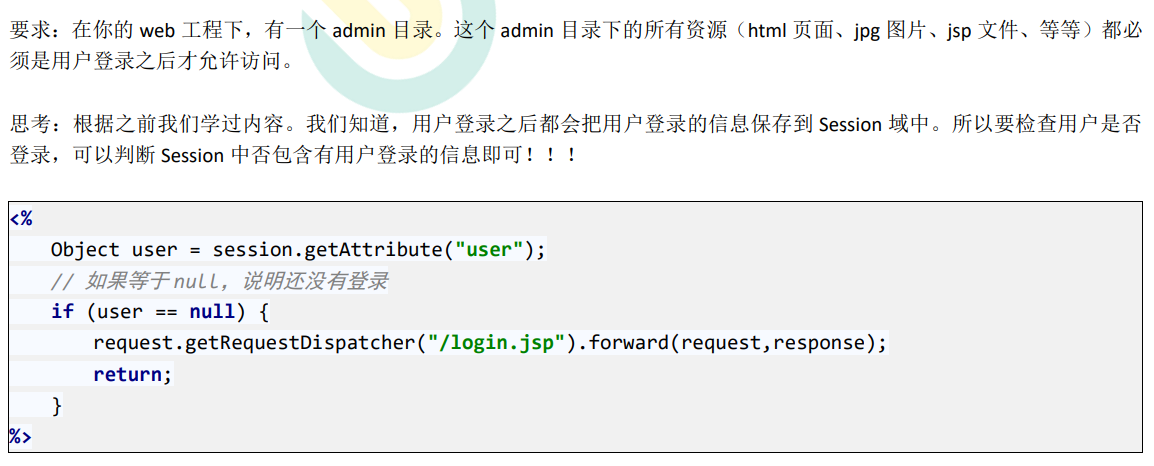 要求：在你的 web 工程下，有一个 admin 目录。这个 admin 目录下的所有资源（html 页面、jpg 图片、jsp 文件、等等）都必
须是用户登录之后才允许访问。
思考：根据之前我们学过内容。我们知道，用户登录之后都会把用户登录的信息保存到 Session 域中。所以要检查用户是否
登录，可以判断 Session 中否包含有用户登录的信息即可！！！
<%
Object user = session.getAttribute("user");
// 如果等于 null，说明还没有登录
if (user == null) {
request.getRequestDispatcher("/login.jsp").forward(request,response);
return;
}
%>